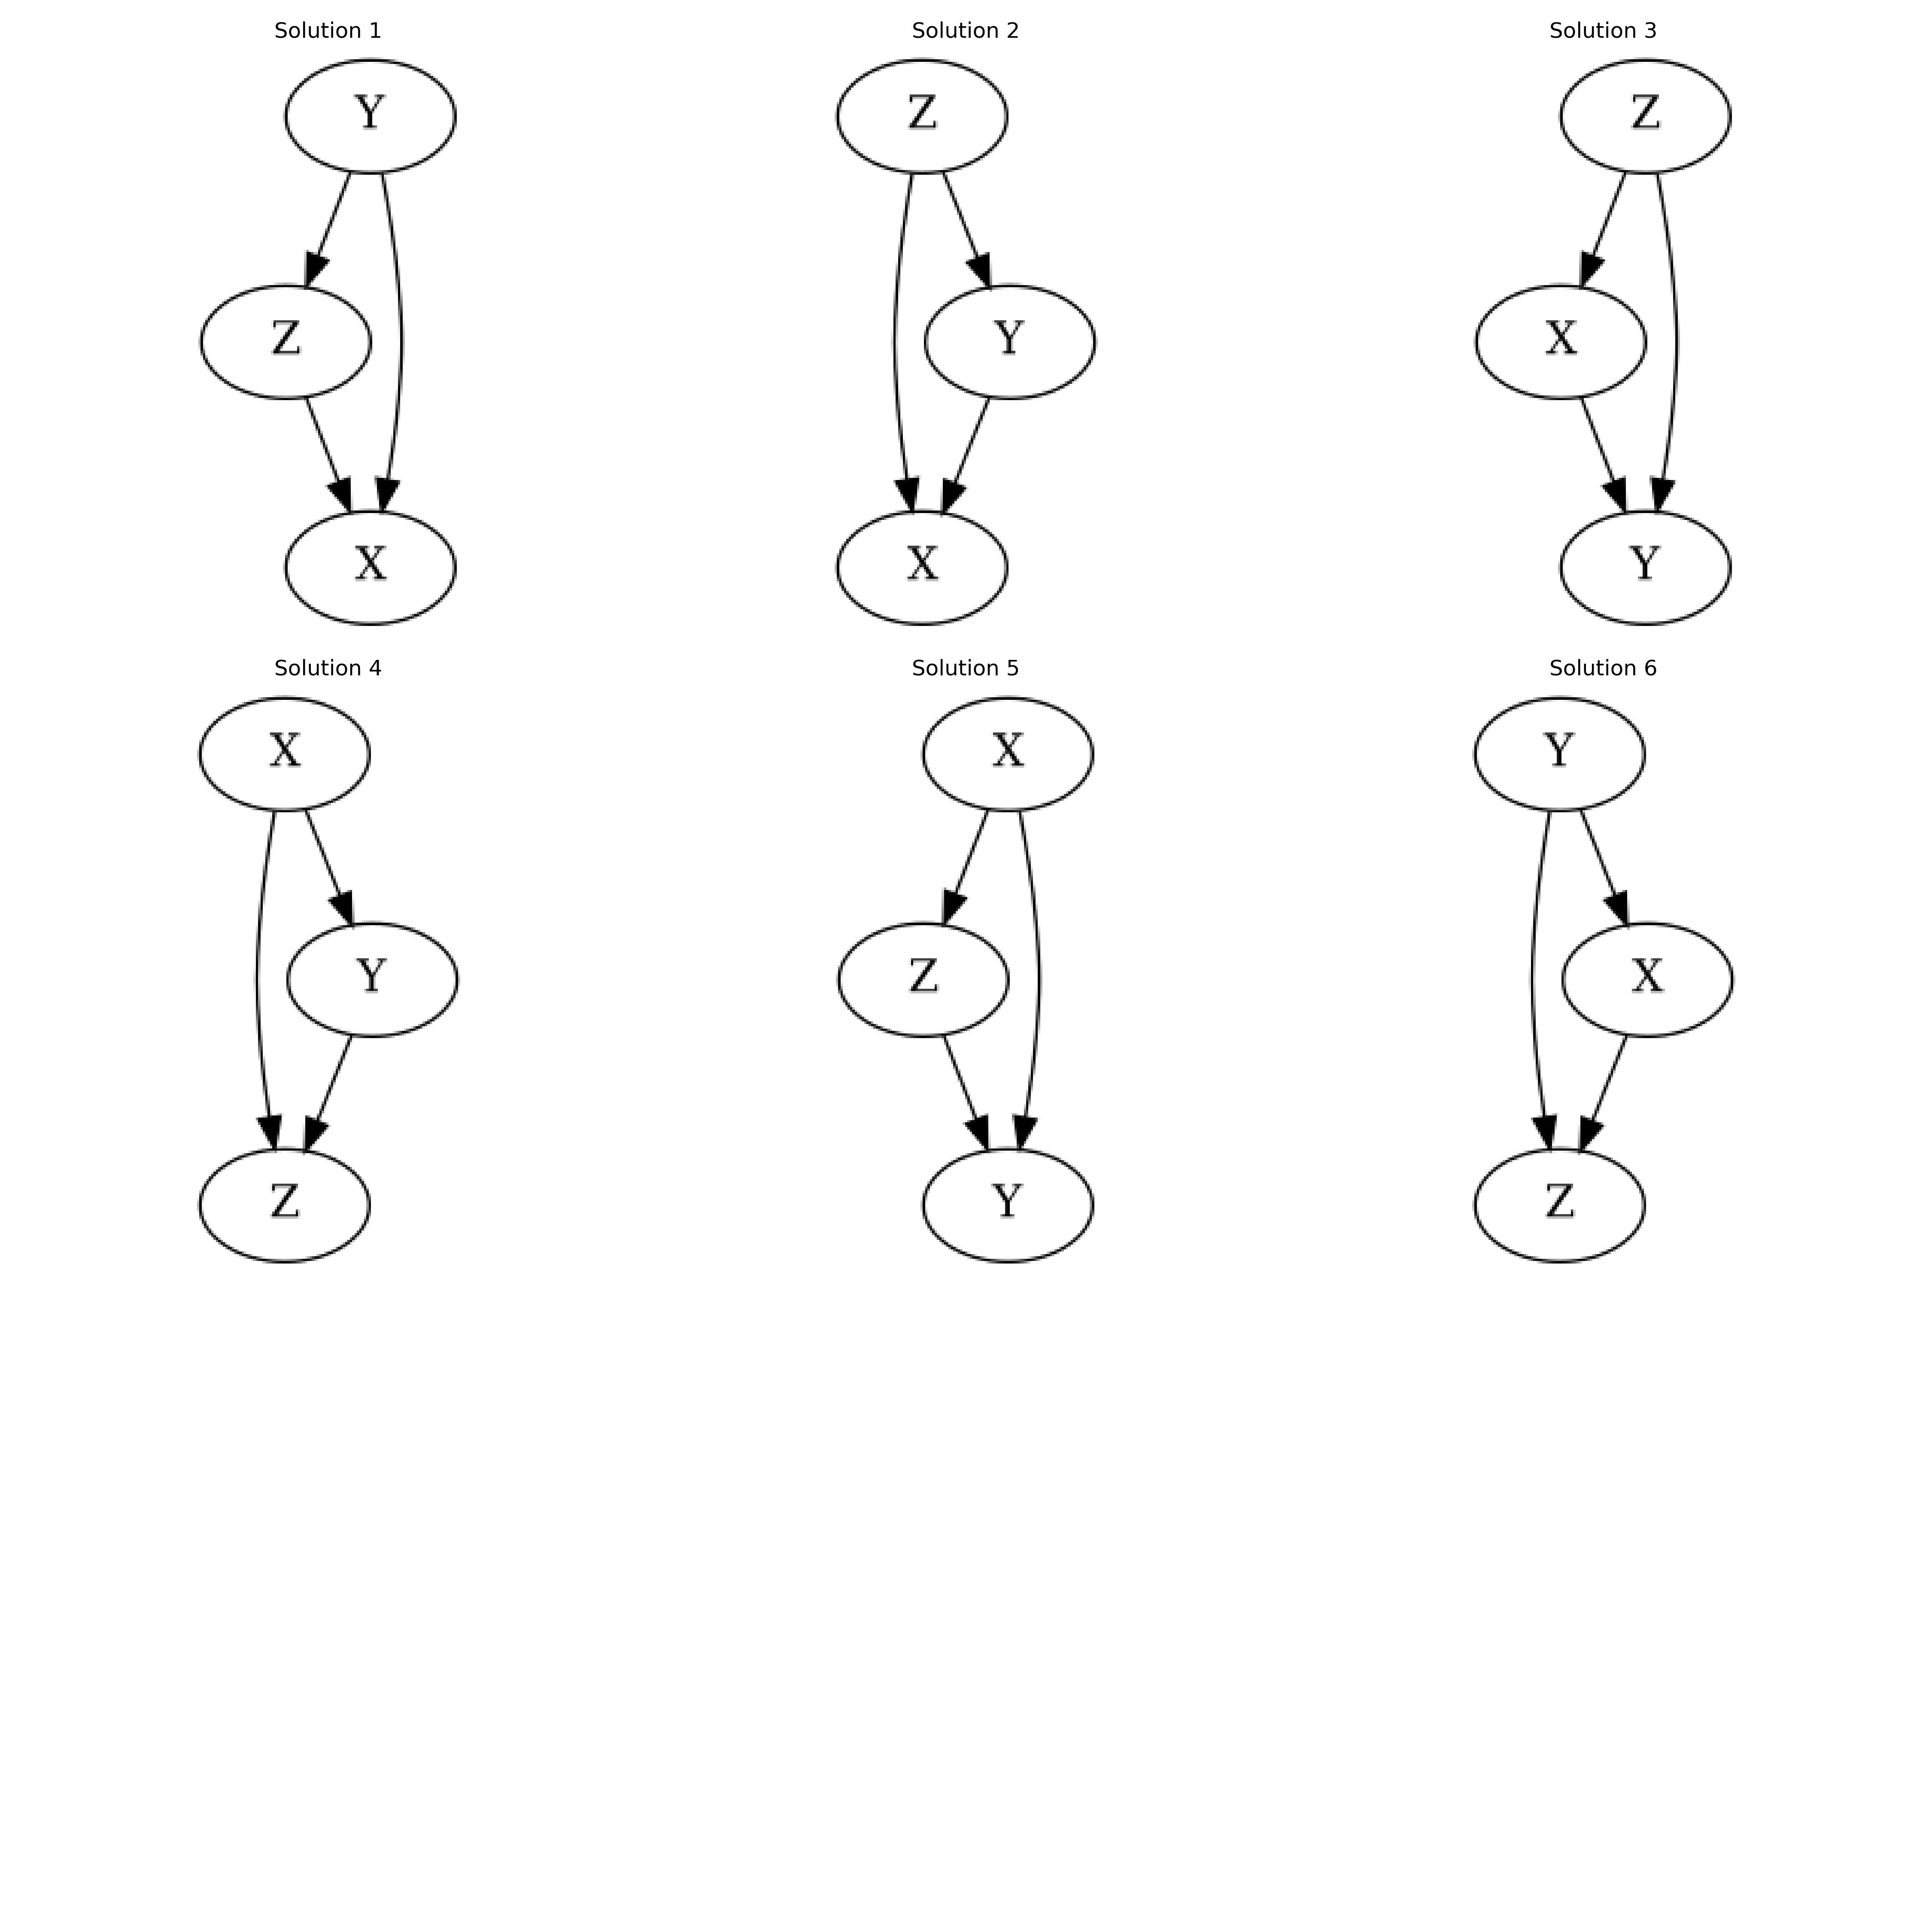 Solution 1 Solution 2 Solution 3
Y Z Z
Z Y X
X X Y
Solution 4 Solution 5 Solution 6
X X Y
Y Z X
Z Y Z